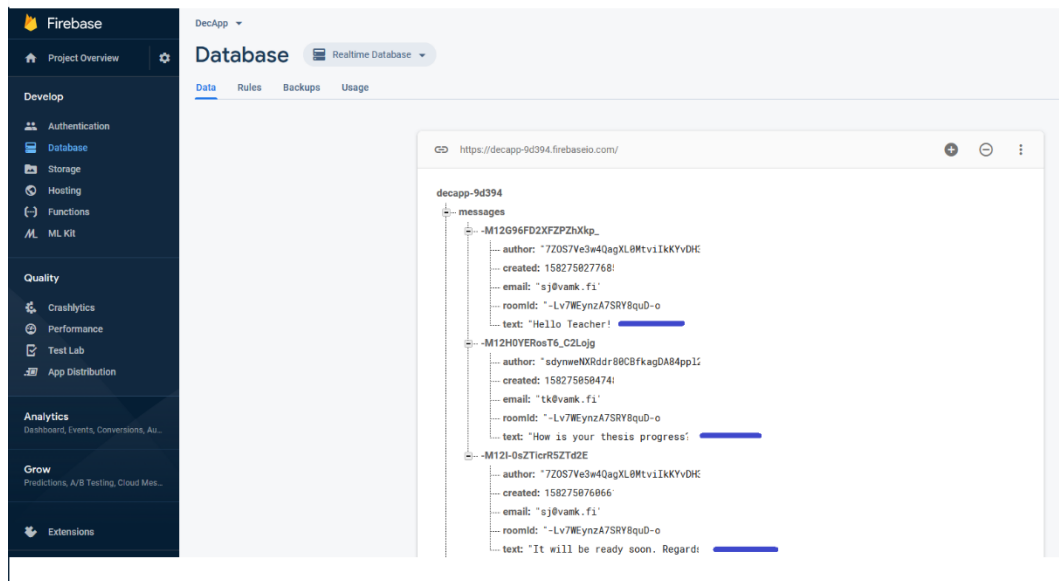 Firebase
Project Overview
Develop
Authentication
Database
Storage
Hosting
Functions
ML Kit
Quality
Crashlytics
Performance
Test Lab
App Distribution
Analytics
Dashboard, Events, Conversions, Au...
Grow
Predictions, A/B Testing, Cloud Mes...
Extensions
DecApp
Database
Realtime Database
Data Rules Backups Usage
https://decapp-9d394.firebaseio.com/
decapp-9d394
messages
-M12G96FD2XFZPZhXkp_
author: "7ZOS7Ve3w4QagXL0MtviIkKYvDH
created: 158275027768
email: "sj@vamk.fi'
roomId: "-Lv7WEynzA7SRY8quD-o
text: "Hello Teacher!
-M12H0YERosT6_C2Lojg
author: "sdynweNXRddr80CBfkagDA84ppl
created: 158275050474
email: "tk@vamk.fi'
roomId: "-Lv7WEynzA7SRY8quD-o
text: "How is your thesis progress?
-M12I-0sZTicrR5ZTd2E
author: "7ZOS7Ve3w4QagXL0MtviIkKYvDH
created: 158275076066
email: "sj@vamk.fi'
roomId: "-Lv7WEynzA7SRY8quD-o
text: "It will be ready soon. Regard